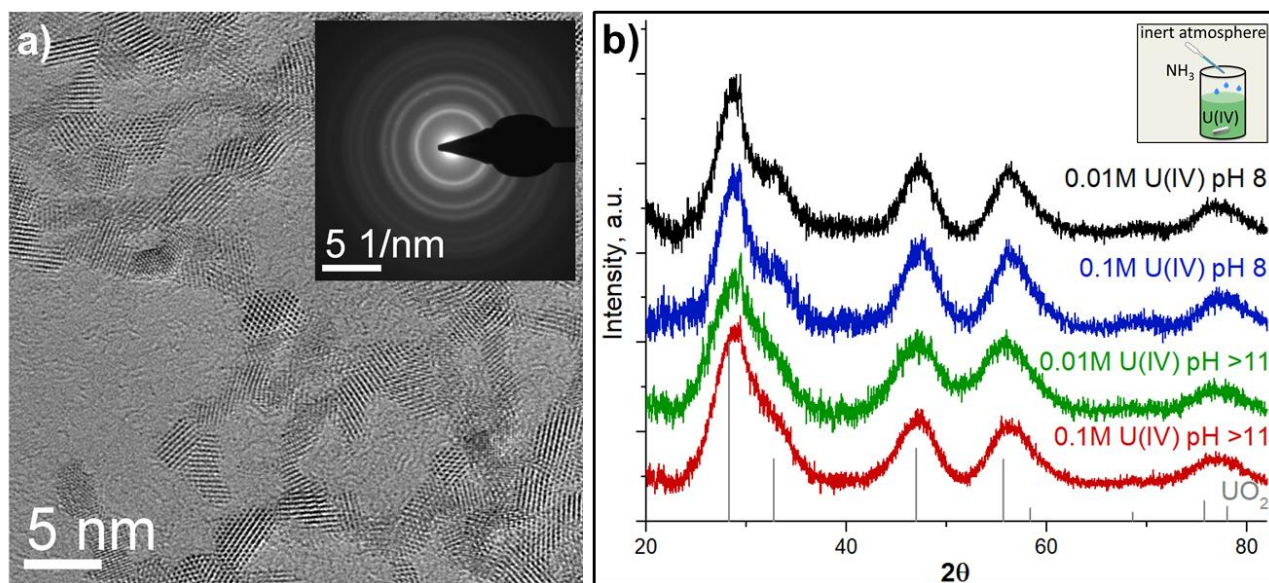 a)
5 1/nm
5 nm
b)
inert atmosphere
NH₃
U(IV)
0.01M U(IV) pH 8
0.1M U(IV) pH 8
0.01M U(IV) pH >11
0.1M U(IV) pH >11
UO₂
Intensity, a.u.
20 40 60 80
2θ